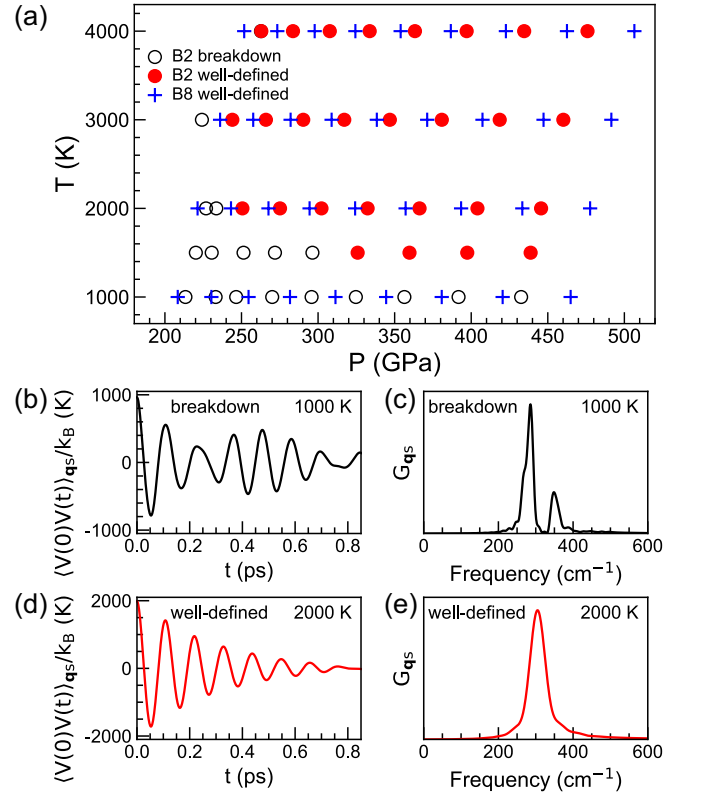 (a)
4000
3000
2000
1000
T (K)
B2 breakdown
B2 well-defined
B8 well-defined
200 250 300 350 400 450 500
P (GPa)
(b)
1000
0
-1000
⟨V(0)V(t)⟩qs/kB (K)
breakdown 1000 K
0.0 0.2 0.4 0.6 0.8
t (ps)
(c)
Gqs
breakdown 1000 K
0 200 400 600
Frequency (cm⁻¹)
(d)
2000
0
-2000
⟨V(0)V(t)⟩qs/kB (K)
well-defined 2000 K
0.0 0.2 0.4 0.6 0.8
t (ps)
(e)
Gqs
well-defined 2000 K
0 200 400 600
Frequency (cm⁻¹)